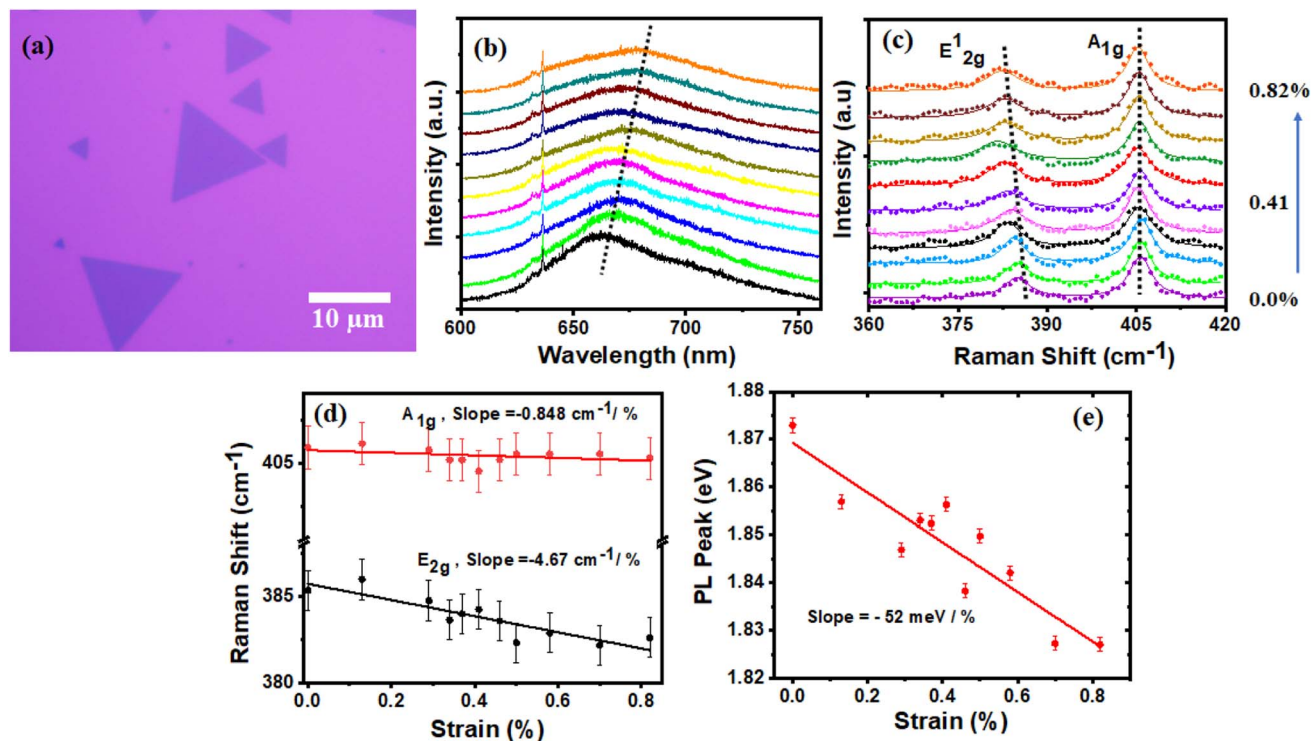 (a)
10 μm
(b)
Intensity (a.u.)
600 650 700 750
Wavelength (nm)
(c)
E¹2g
A1g
Intensity (a.u)
0.82%
0.41
0.0%
360 375 390 405 420
Raman Shift (cm⁻¹)
(d)
A1g , Slope =-0.848 cm⁻¹/ %
E2g , Slope =-4.67 cm⁻¹/ %
Raman Shift (cm⁻¹)
405
385
380
0.0 0.2 0.4 0.6 0.8
Strain (%)
(e)
PL Peak (eV)
1.88
1.87
1.86
1.85
1.84
1.83
1.82
Slope = - 52 meV / %
0.0 0.2 0.4 0.6 0.8
Strain (%)